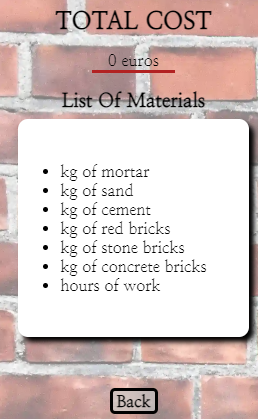 TOTAL COST
0 euros
List Of Materials
kg of mortar
kg of sand
kg of cement
kg of red bricks
kg of stone bricks
kg of concrete bricks
hours of work
Back